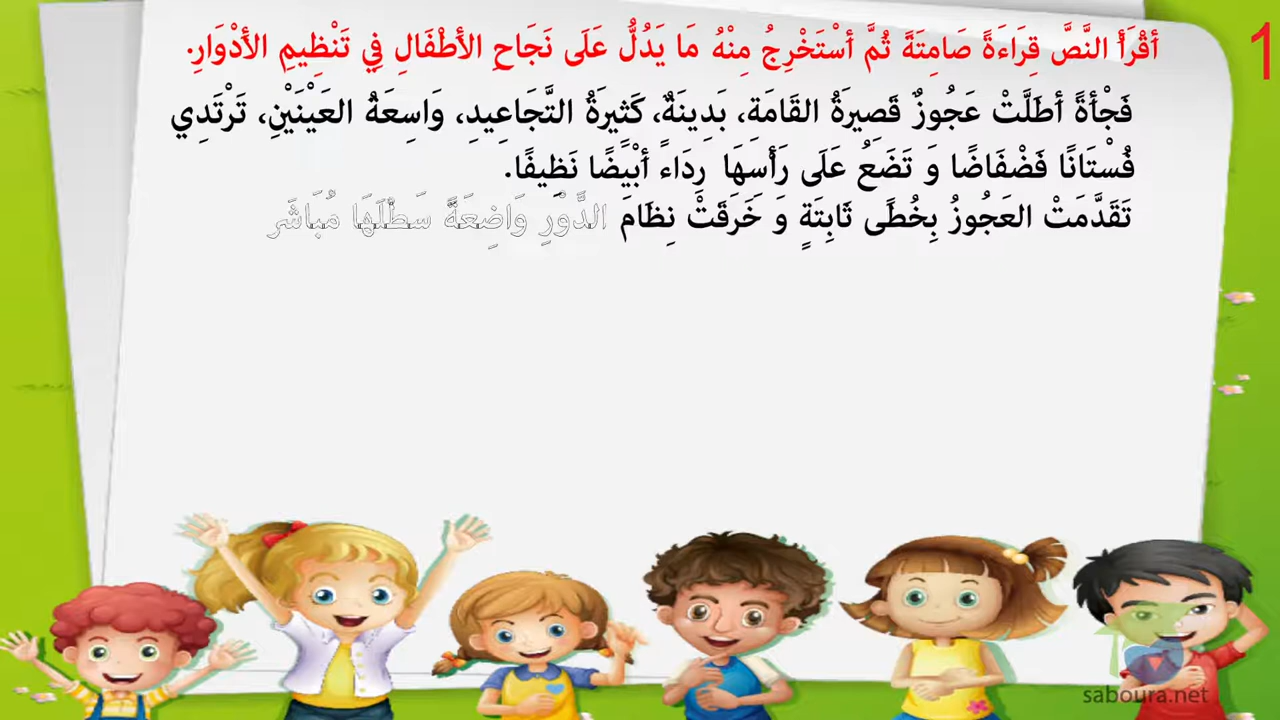 1
أَقْرَأُ النَّصَّ قِرَاءَةً صَامِتَةً ثُمَّ أَسْتَخْرِجُ مِنْهُ مَا يَدُلُّ عَلَى نَجَاحِ الأَطْفَالِ فِي تَنْظِيمِ الأَدْوَارِ.
فَجْأَةً أَطَلَّتْ عَجُوزٌ قَصِيرَةُ القَامَةِ، بَدِينَةٌ، كَثِيرَةُ التَّجَاعِيدِ، وَاسِعَةُ العَيْنَيْنِ، تَرْتَدِي
فُسْتَانًا فَضْفَاضًا وَ تَضَعُ عَلَى رَأْسِهَا رِدَاءً أَبْيَضًا نَظِيفًا.
تَقَدَّمَتْ العَجُوزُ بِخُطًى ثَابِتَةٍ وَ خَرَقَتْ نِظَامَ الدَّوْرِ وَاضِعَةً سَطْلَهَا مُبَاشَر
saboura.net